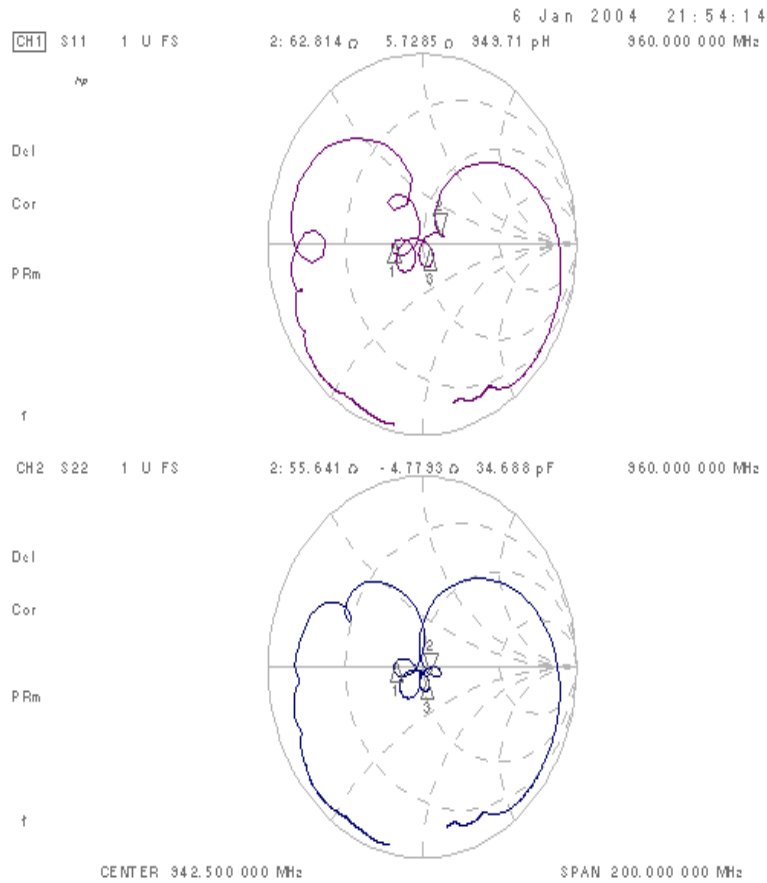 6 Jan 2004 21:54:14
CH1 S11 1 U FS 2: 62.814 Ω 5.7285 Ω 949.71 pH 960.000 000 MHz
hp
Del
Cor
PRm
2
1
3
↑
CH2 S22 1 U FS 2: 55.641 Ω -4.7793 Ω 34.688 pF 960.000 000 MHz
Del
Cor
2
PRm
1
3
↑
CENTER 942.500 000 MHz SPAN 200.000 000 MHz